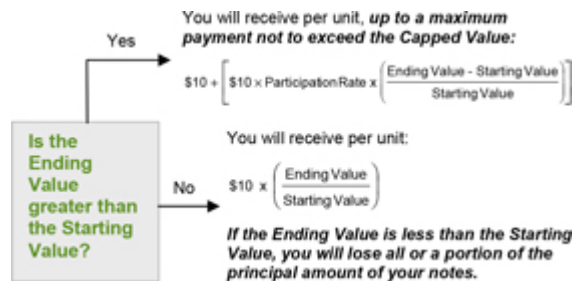 You will receive per unit, up to a maximum
payment not to exceed the Capped Value:
Yes
$10 + [ $10 × Participation Rate x ( Ending Value - Starting Value / Starting Value ) ]
Is the
Ending
Value
greater than
the Starting
Value?
No
You will receive per unit:
$10 x ( Ending Value / Starting Value )
If the Ending Value is less than the Starting
Value, you will lose all or a portion of the
principal amount of your notes.